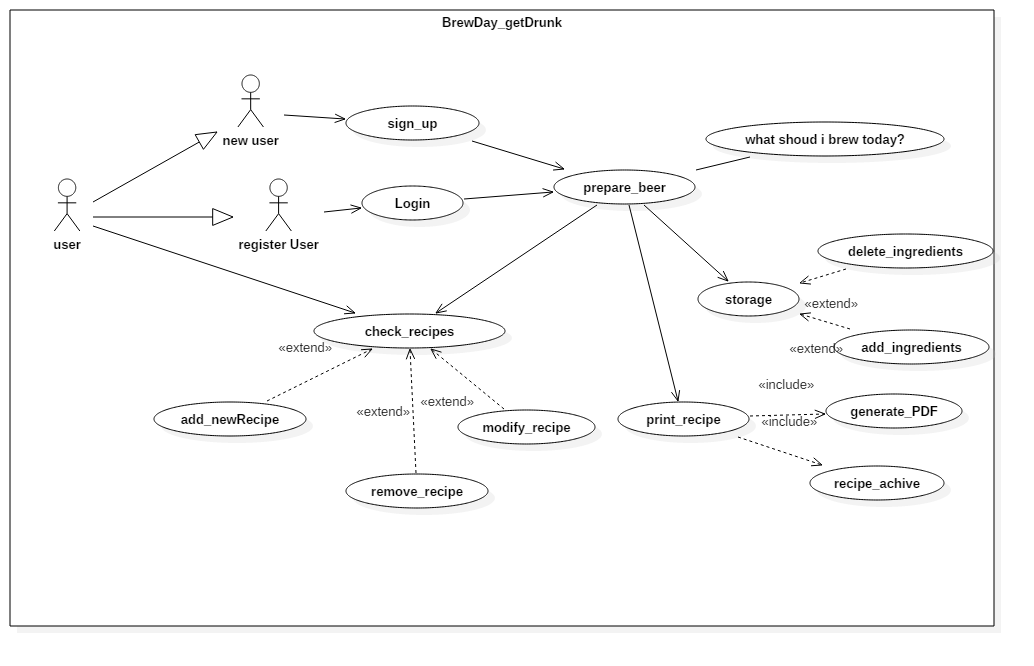 BrewDay_getDrunk
new user
sign_up
what shoud i brew today?
user
register User
Login
prepare_beer
delete_ingredients
storage
«extend»
check_recipes
«extend»
«extend»
add_ingredients
«include»
add_newRecipe
«extend»
«extend»
modify_recipe
print_recipe
«include»
generate_PDF
remove_recipe
recipe_achive